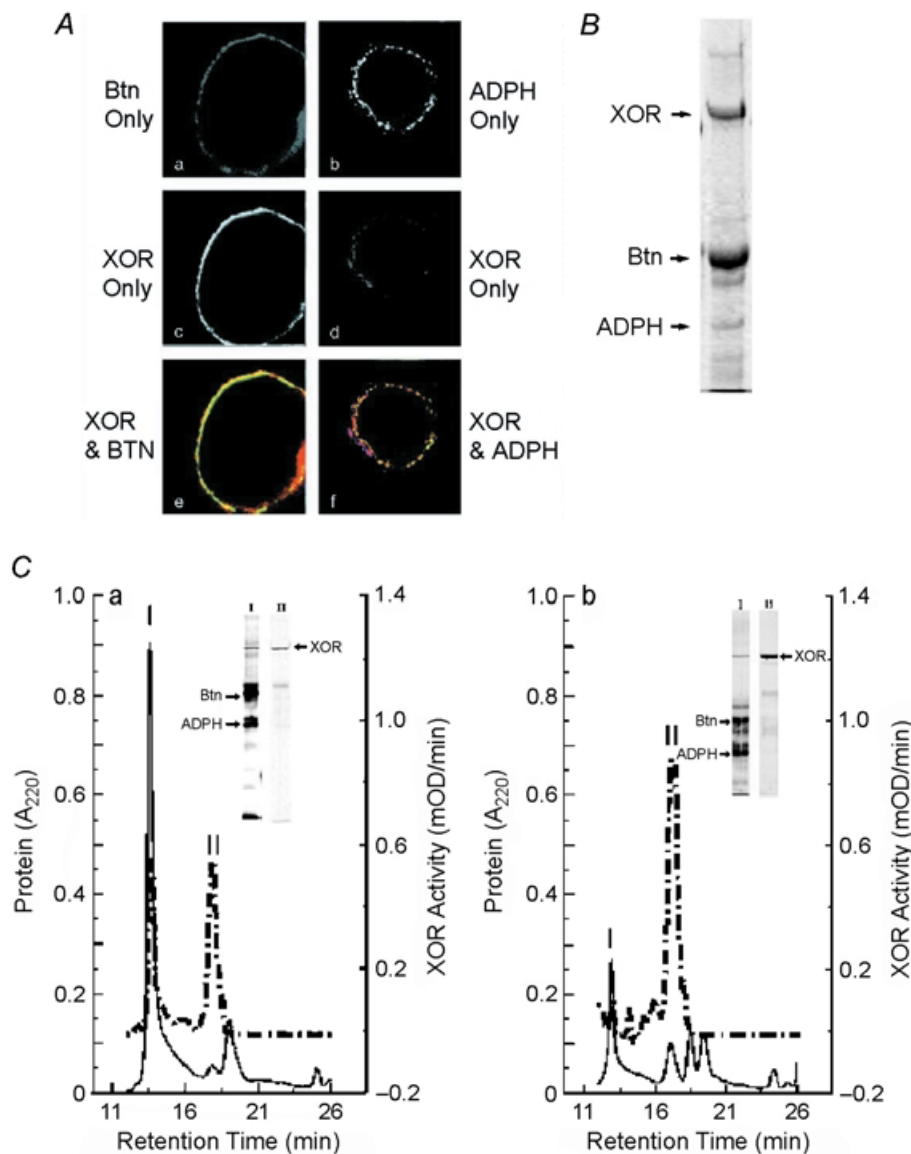 A
B
Btn
Only
a
b
ADPH
Only
XOR
Only
c
d
XOR
Only
XOR
& BTN
e
f
XOR
& ADPH
XOR
Btn
ADPH
C
a
I
II
XOR
Btn
ADPH
I
II
1.0
0.8
0.6
0.4
0.2
0
Protein (A220)
1.4
1.0
0.6
0.2
−0.2
XOR Activity (mOD/min)
11
16
21
26
Retention Time (min)
b
I
II
XOR
Btn
ADPH
I
II
1.0
0.8
0.6
0.4
0.2
0
Protein (A220)
1.4
1.0
0.6
0.2
−0.2
XOR Activity (mOD/min)
11
16
21
26
Retention Time (min)